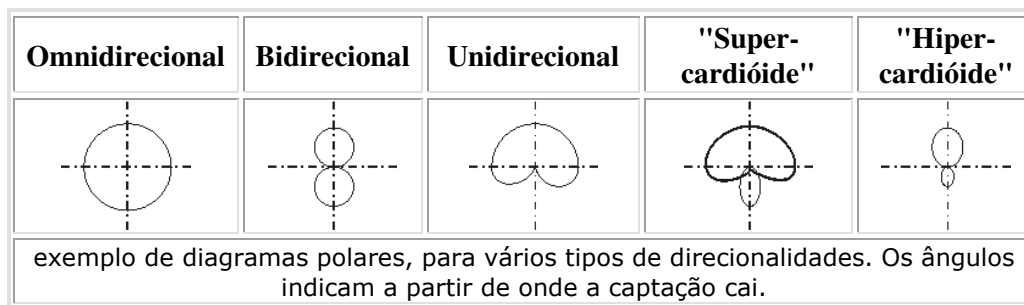 Omnidirecional
Bidirecional
Unidirecional
"Super-
cardióide"
"Hiper-
cardióide"
exemplo de diagramas polares, para vários tipos de direcionalidades. Os ângulos
indicam a partir de onde a captação cai.